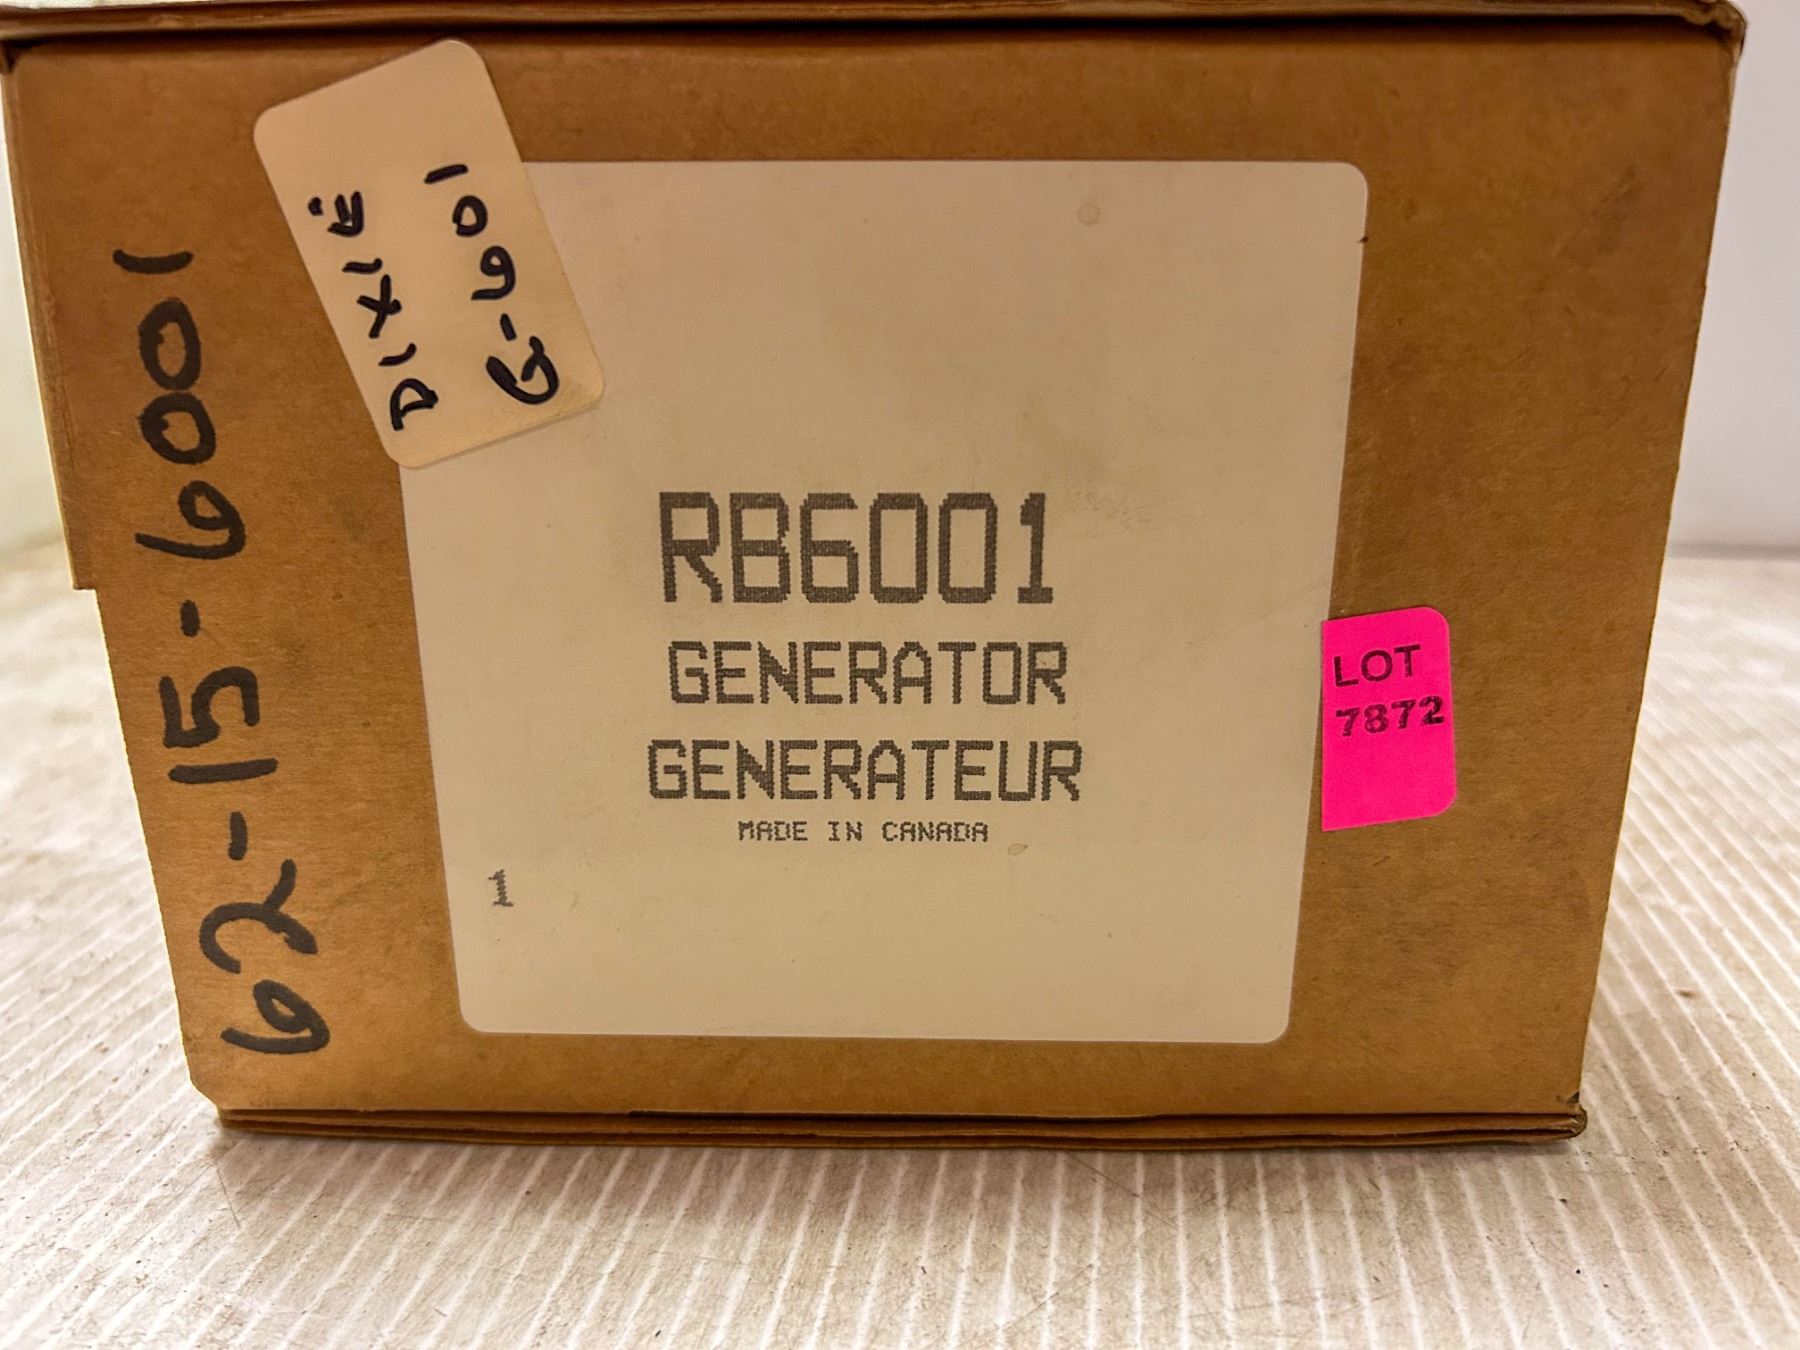 DIXIE
G-601
62-15-6001
RB6001
GENERATOR
GENERATEUR
MADE IN CANADA
1
LOT
7872